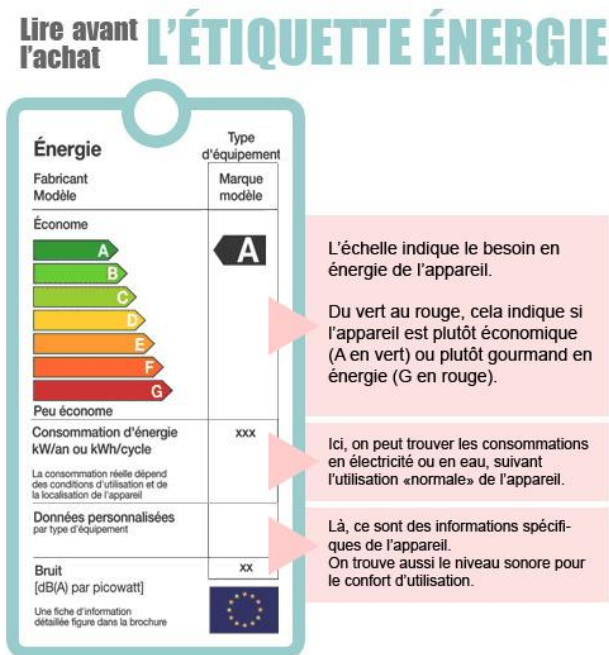 Lire avant
l'achat
L'ÉTIQUETTE ÉNERGIE
Énergie
Type
d'équipement
Fabricant
Modèle
Marque
modèle
Économe
A
B
C
D
E
F
G
A
Peu économe
Consommation d'énergie
kW/an ou kWh/cycle
xxx
La consommation réelle dépend
des conditions d'utilisation et de
la localisation de l'appareil
Données personnalisées
par type d'équipement
Bruit
[dB(A) par picowatt]
xx
Une fiche d'information
détaillée figure dans la brochure
L'échelle indique le besoin en
énergie de l'appareil.
Du vert au rouge, cela indique si
l'appareil est plutôt économique
(A en vert) ou plutôt gourmand en
énergie (G en rouge).
Ici, on peut trouver les consommations
en électricité ou en eau, suivant
l'utilisation «normale» de l'appareil.
Là, ce sont des informations spécifi-
ques de l'appareil.
On trouve aussi le niveau sonore pour
le confort d'utilisation.